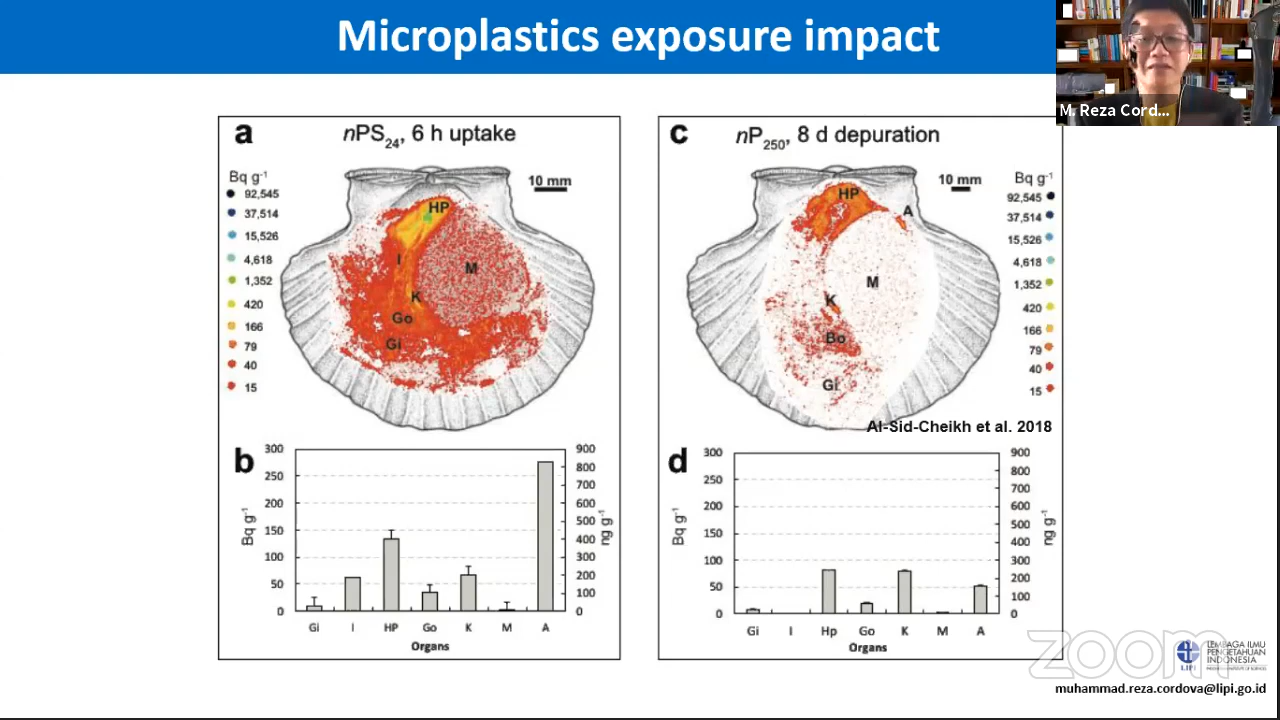 Microplastics exposure impact
M. Reza Cord...
a
nPS24, 6 h uptake
Bq g-1
92,545
37,514
15,526
4,618
1,352
420
166
79
40
15
10 mm
HP
I
M
K
Go
Gi
b
300
250
200
150
100
50
0
Bq g-1
900
800
700
600
500
400
300
200
100
0
ng g-1
Gi I HP Go K M A
Organs
c
nP250, 8 d depuration
10 mm
Bq g-1
92,545
37,514
15,526
4,618
1,352
420
166
79
40
15
HP
A
M
K
Bo
Gi
Al-Sid-Cheikh et al. 2018
d
300
250
200
150
100
50
0
Bq g-1
900
800
700
600
500
400
300
200
100
0
ng g-1
Gi I Hp Go K M A
Organs
zoom
LIPI
LEMBAGA ILMU
PENGETAHUAN
INDONESIA
muhammad.reza.cordova@lipi.go.id